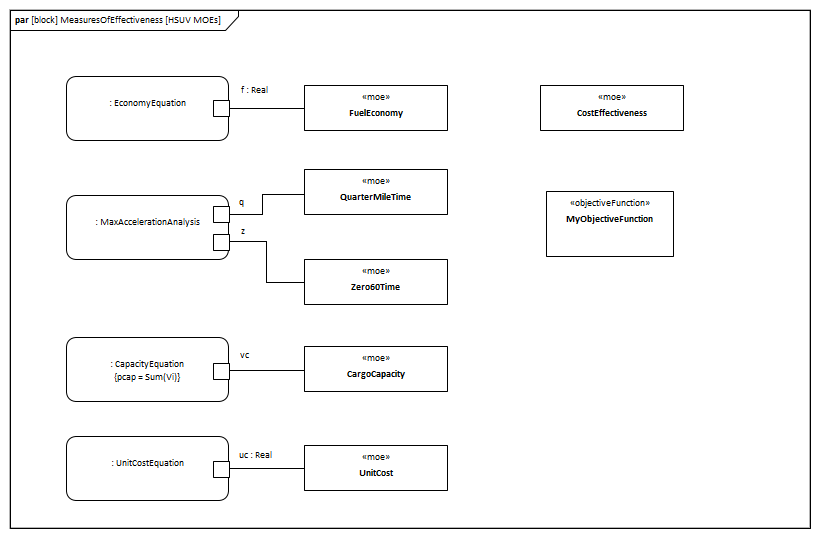 par [block] MeasuresOfEffectiveness [HSUV MOEs]
: EconomyEquation
f : Real
«moe»
FuelEconomy
«moe»
CostEffectiveness
: MaxAccelerationAnalysis
q
z
«moe»
QuarterMileTime
«objectiveFunction»
MyObjectiveFunction
«moe»
Zero60Time
: CapacityEquation
{pcap = Sum(Vi)}
vc
«moe»
CargoCapacity
: UnitCostEquation
uc : Real
«moe»
UnitCost